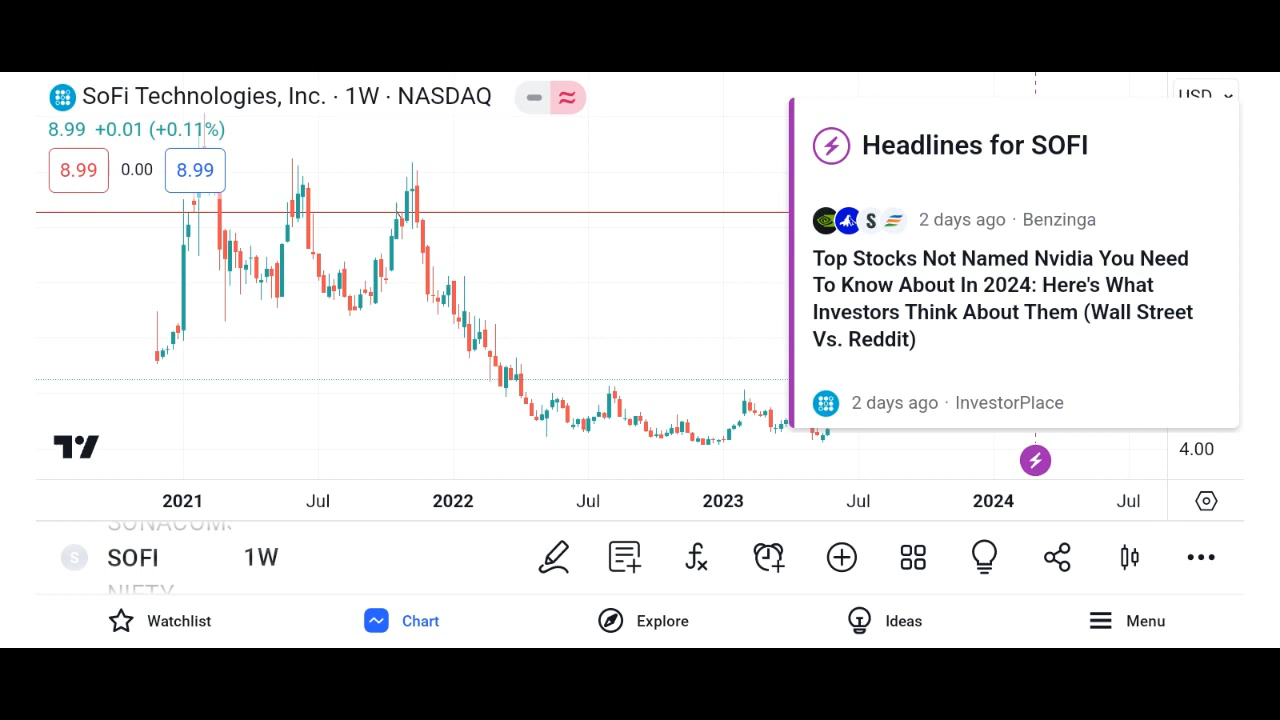 SoFi Technologies, Inc. · 1W · NASDAQ
USD
8.99 +0.01 (+0.11%)
8.99 0.00 8.99
Headlines for SOFI
2 days ago · Benzinga
Top Stocks Not Named Nvidia You Need
To Know About In 2024: Here's What
Investors Think About Them (Wall Street
Vs. Reddit)
2 days ago · InvestorPlace
4.00
2021 Jul 2022 Jul 2023 Jul 2024 Jul
S SOFI 1W
NIFTY
Watchlist Chart Explore Ideas Menu